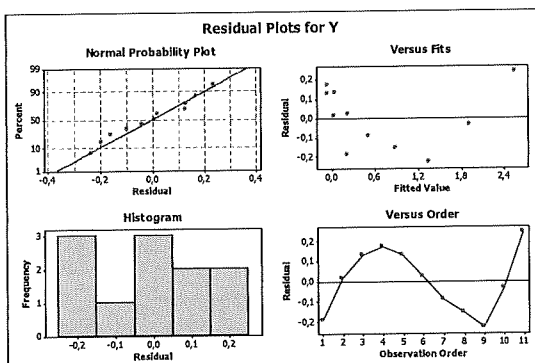 Residual Plots for Y
Normal Probability Plot
99
90
50
10
1
-0,4 -0,2 0,0 0,2 0,4
Percent
Residual
Versus Fits
0,2
0,1
0,0
-0,1
-0,2
0,0 0,6 1,2 1,8 2,4
Residual
Fitted Value
Histogram
3
2
1
0
-0,2 -0,1 0,0 0,1 0,2
Frequency
Residual
Versus Order
0,2
0,1
0,0
-0,1
-0,2
1 2 3 4 5 6 7 8 9 10 11
Residual
Observation Order